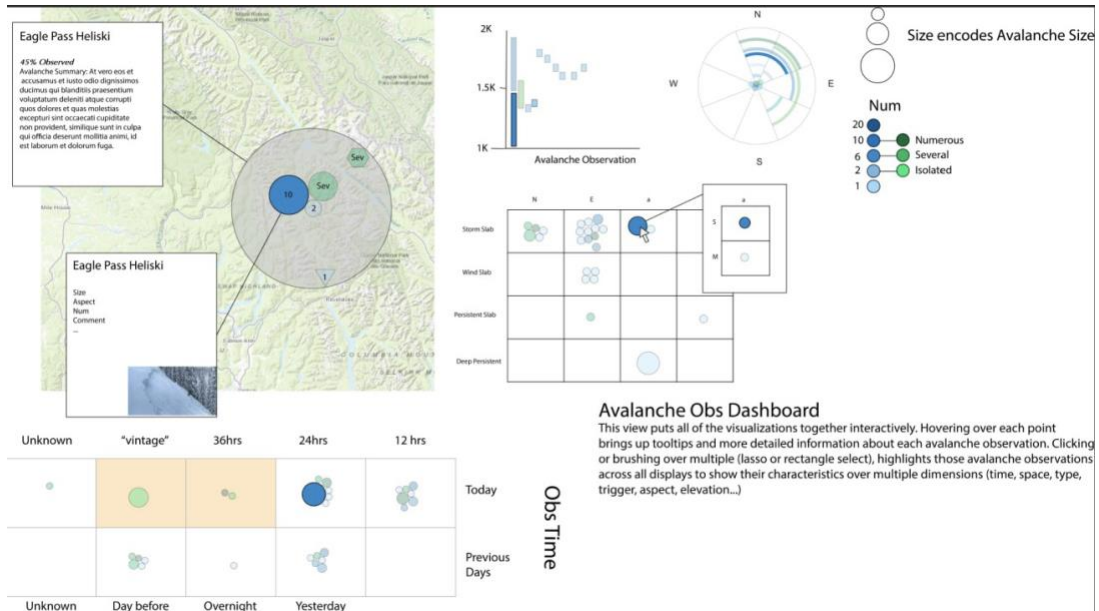 Eagle Pass Heliski
45% Observed
Avalanche Summary: At vero eos et
accusamus et iusto odio dignissimos
ducimus qui blanditiis praesentium
voluptatum deleniti atque corrupti
quos dolores et quas molestias
excepturi sint occaecati cupiditate
non provident, similique sunt in culpa
qui officia deserunt mollitia animi, id
est laborum et dolorum fuga.
Sev
Sev
10
2
1
Eagle Pass Heliski
Size
Aspect
Num
Comment
...
2K
1.5K
1K
Avalanche Observation
N
W
E
S
Size encodes Avalanche Size
Num
20
10
Numerous
6
Several
2
Isolated
1
N
E
a
Storm Slab
Wind Slab
Persistent Slab
Deep Persistent
a
S
M
Avalanche Obs Dashboard
This view puts all of the visualizations together interactively. Hovering over each point
brings up tooltips and more detailed information about each avalanche observation. Clicking
or brushing over multiple (lasso or rectangle select), highlights those avalanche observations
across all displays to show their characteristics over multiple dimensions (time, space, type,
trigger, aspect, elevation...)
Unknown
"vintage"
36hrs
24hrs
12 hrs
Today
Previous
Days
Obs Time
Unknown
Day before
Overnight
Yesterday